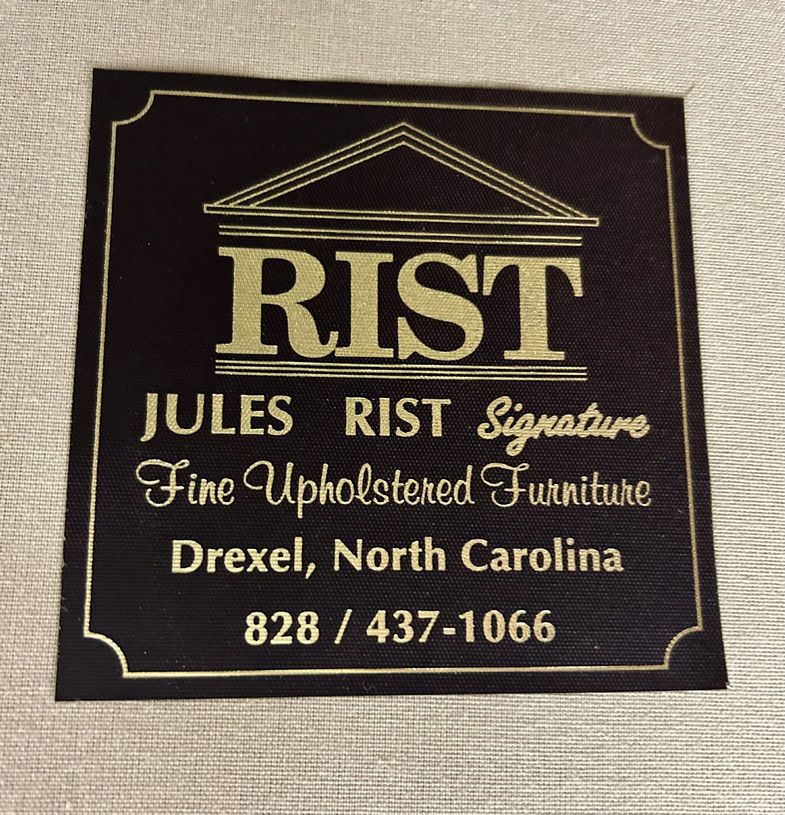 RIST
JULES RIST Signature
Fine Upholstered Furniture
Drexel, North Carolina
828 / 437-1066